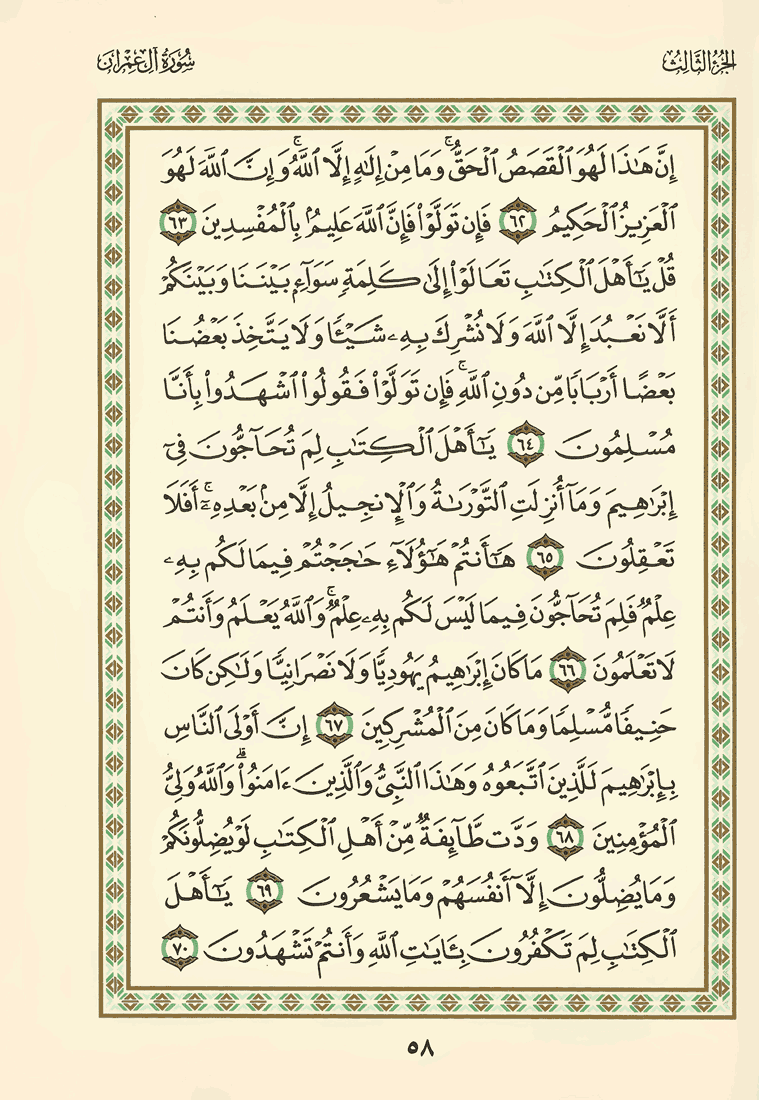 الجزء الثالث
سورة آل عمران
إِنَّ هَٰذَا لَهُوَ ٱلْقَصَصُ ٱلْحَقُّ ۚ وَمَا مِنْ إِلَٰهٍ إِلَّا ٱللَّهُ ۚ وَإِنَّ ٱللَّهَ لَهُوَ
ٱلْعَزِيزُ ٱلْحَكِيمُ ٦٢ فَإِن تَوَلَّوْا۟ فَإِنَّ ٱللَّهَ عَلِيمٌۢ بِٱلْمُفْسِدِينَ ٦٣
قُلْ يَٰٓأَهْلَ ٱلْكِتَٰبِ تَعَالَوْا۟ إِلَىٰ كَلِمَةٍ سَوَآءٍۭ بَيْنَنَا وَبَيْنَكُمْ
أَلَّا نَعْبُدَ إِلَّا ٱللَّهَ وَلَا نُشْرِكَ بِهِۦ شَيْـًٔا وَلَا يَتَّخِذَ بَعْضُنَا
بَعْضًا أَرْبَابًا مِّن دُونِ ٱللَّهِ ۚ فَإِن تَوَلَّوْا۟ فَقُولُوا۟ ٱشْهَدُوا۟ بِأَنَّا
مُسْلِمُونَ ٦٤ يَٰٓأَهْلَ ٱلْكِتَٰبِ لِمَ تُحَآجُّونَ فِىٓ
إِبْرَٰهِيمَ وَمَآ أُنزِلَتِ ٱلتَّوْرَىٰةُ وَٱلْإِنجِيلُ إِلَّا مِنۢ بَعْدِهِۦٓ ۚ أَفَلَا
تَعْقِلُونَ ٦٥ هَٰٓأَنتُمْ هَٰٓؤُلَآءِ حَٰجَجْتُمْ فِيمَا لَكُم بِهِۦ
عِلْمٌ فَلِمَ تُحَآجُّونَ فِيمَا لَيْسَ لَكُم بِهِۦ عِلْمٌ ۚ وَٱللَّهُ يَعْلَمُ وَأَنتُمْ
لَا تَعْلَمُونَ ٦٦ مَا كَانَ إِبْرَٰهِيمُ يَهُودِيًّا وَلَا نَصْرَانِيًّا وَلَٰكِن كَانَ
حَنِيفًا مُّسْلِمًا وَمَا كَانَ مِنَ ٱلْمُشْرِكِينَ ٦٧ إِنَّ أَوْلَى ٱلنَّاسِ
بِإِبْرَٰهِيمَ لَلَّذِينَ ٱتَّبَعُوهُ وَهَٰذَا ٱلنَّبِىُّ وَٱلَّذِينَ ءَامَنُوا۟ ۗ وَٱللَّهُ وَلِىُّ
ٱلْمُؤْمِنِينَ ٦٨ وَدَّت طَّآئِفَةٌ مِّنْ أَهْلِ ٱلْكِتَٰبِ لَوْ يُضِلُّونَكُمْ
وَمَا يُضِلُّونَ إِلَّآ أَنفُسَهُمْ وَمَا يَشْعُرُونَ ٦٩ يَٰٓأَهْلَ
ٱلْكِتَٰبِ لِمَ تَكْفُرُونَ بِـَٔايَٰتِ ٱللَّهِ وَأَنتُمْ تَشْهَدُونَ ٧٠
٥٨